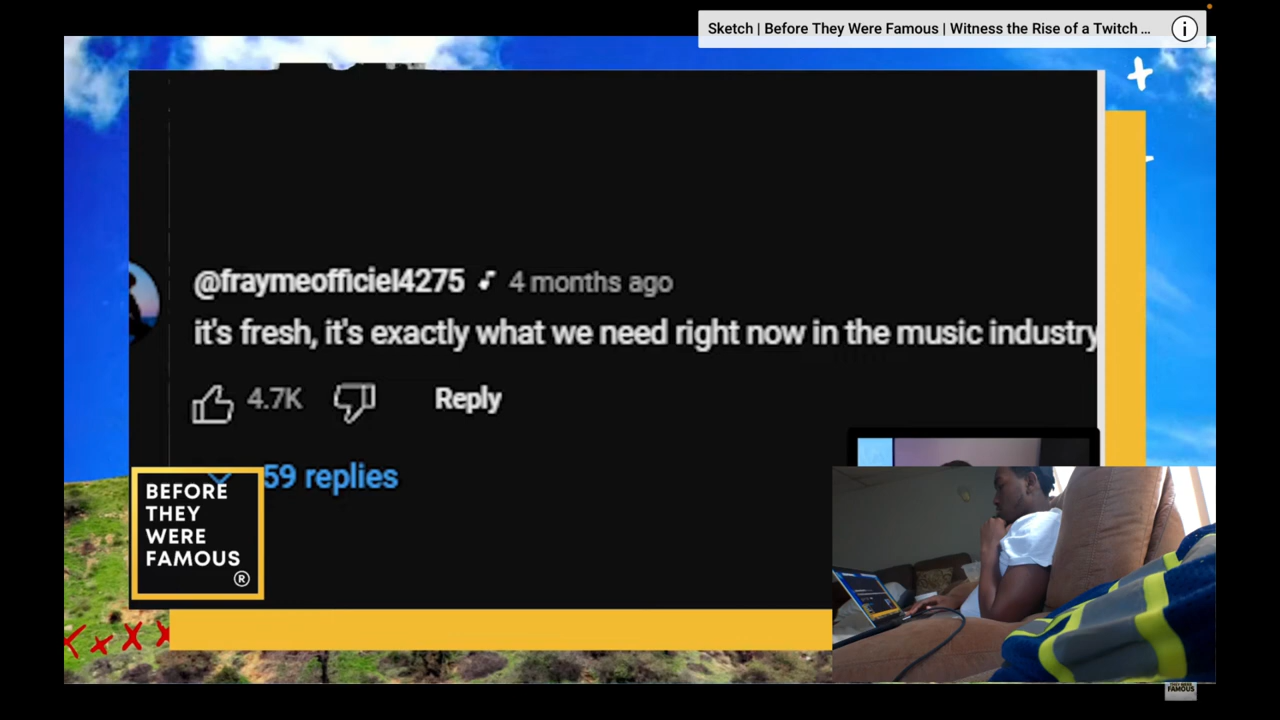 Sketch | Before They Were Famous | Witness the Rise of a Twitch ...
@fraymeofficiel4275 4 months ago
it's fresh, it's exactly what we need right now in the music industry
4.7K Reply
59 replies
BEFORE
THEY
WERE
FAMOUS
®
FAMOUS